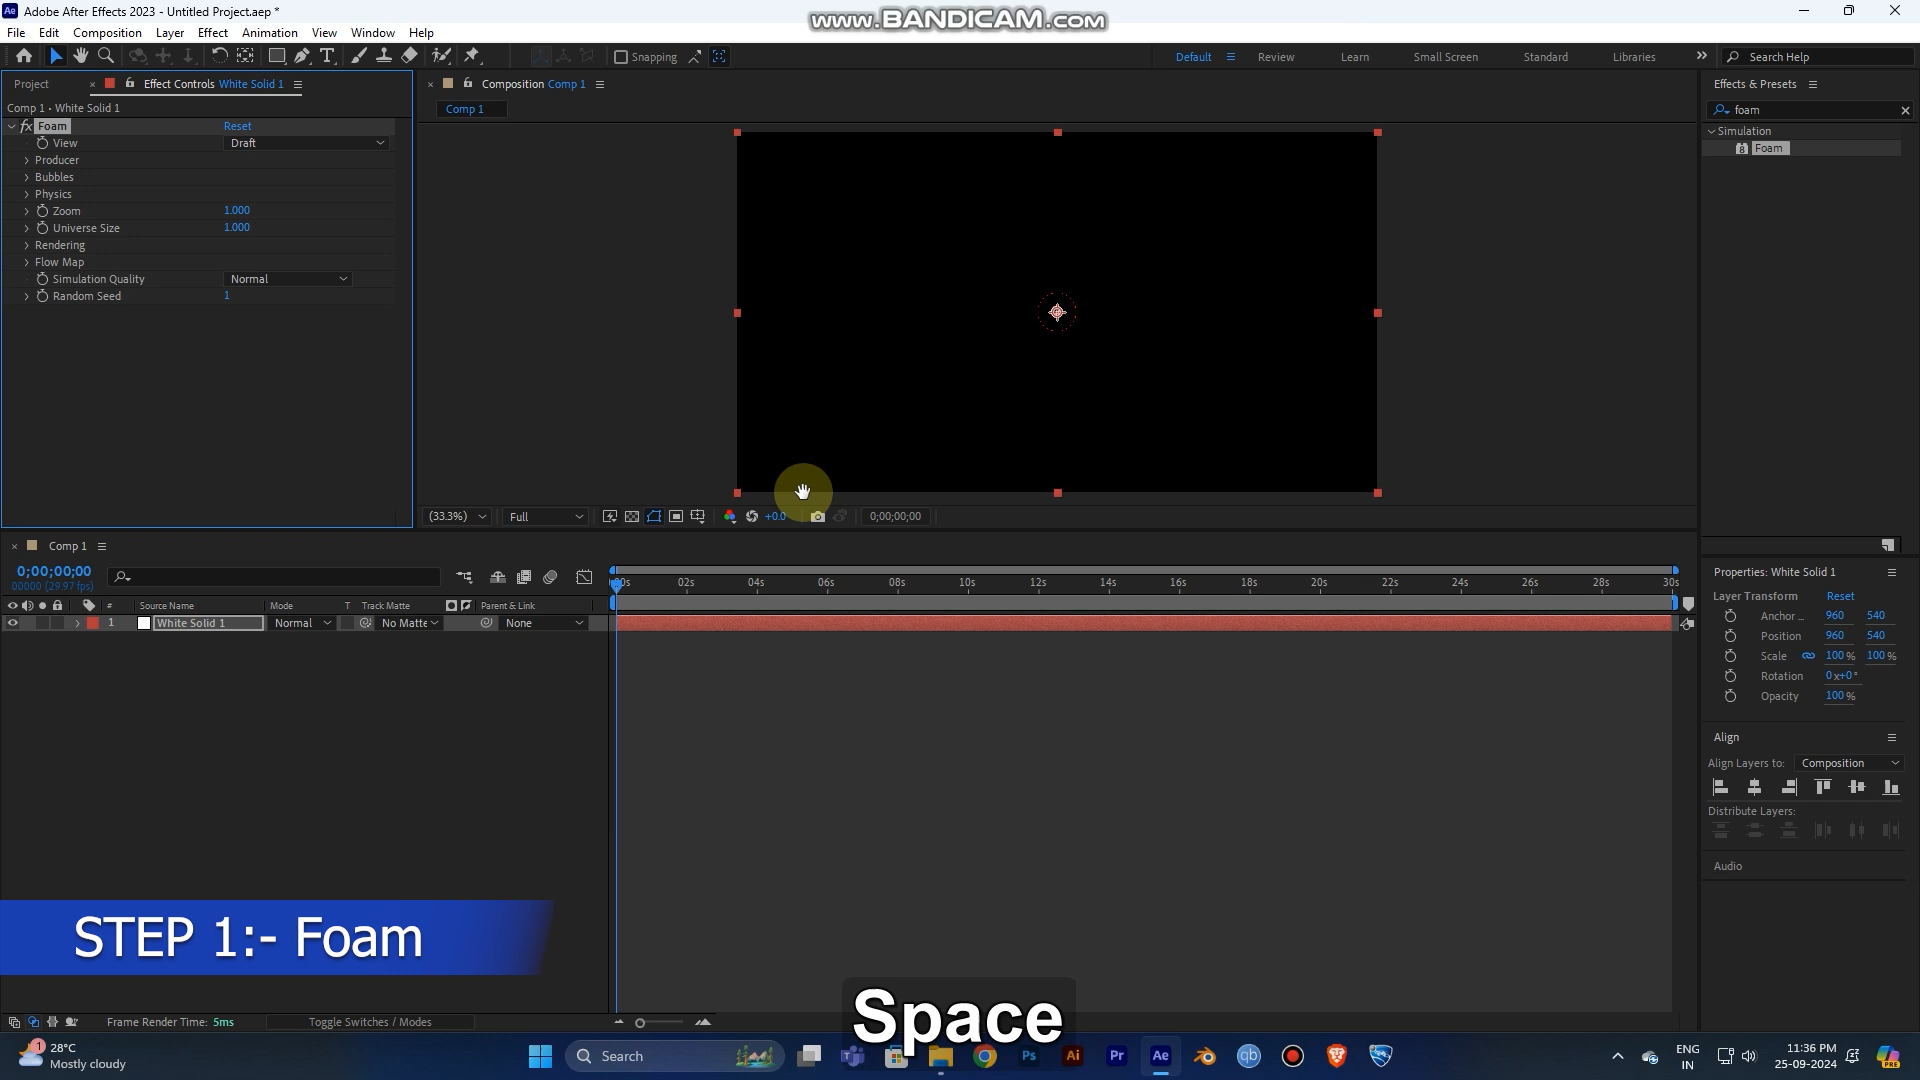 Adobe After Effects 2023 - Untitled Project.aep *
www.BANDICAM.com
File Edit Composition Layer Effect Animation View Window Help
Snapping
Default Review Learn Small Screen Standard Libraries
Search Help
Project
Effect Controls White Solid 1
Comp 1 • White Solid 1
fx Foam Reset
View Draft
Producer
Bubbles
Physics
Zoom 1.000
Universe Size 1.000
Rendering
Flow Map
Simulation Quality Normal
Random Seed 1
Composition Comp 1
Comp 1
(33.3%) Full +0.0 0;00;00;00
Effects & Presets
foam
Simulation
Foam
Comp 1
0;00;00;00
00000 (29.97 fps)
# Source Name Mode T Track Matte Parent & Link
1 White Solid 1 Normal No Matte None
02s 04s 06s 08s 10s 12s 14s 16s 18s 20s 22s 24s 26s 28s 30s
Properties: White Solid 1
Layer Transform Reset
Anchor ... 960 540
Position 960 540
Scale 100 % 100 %
Rotation 0x+0°
Opacity 100 %
Align
Align Layers to: Composition
Distribute Layers:
Audio
STEP 1:- Foam
Space
Frame Render Time: 5ms
Toggle Switches / Modes
1
28°C
Mostly cloudy
Search
Ps Ai Pr Ae qb
ENG
IN
11:36 PM
25-09-2024
PRE